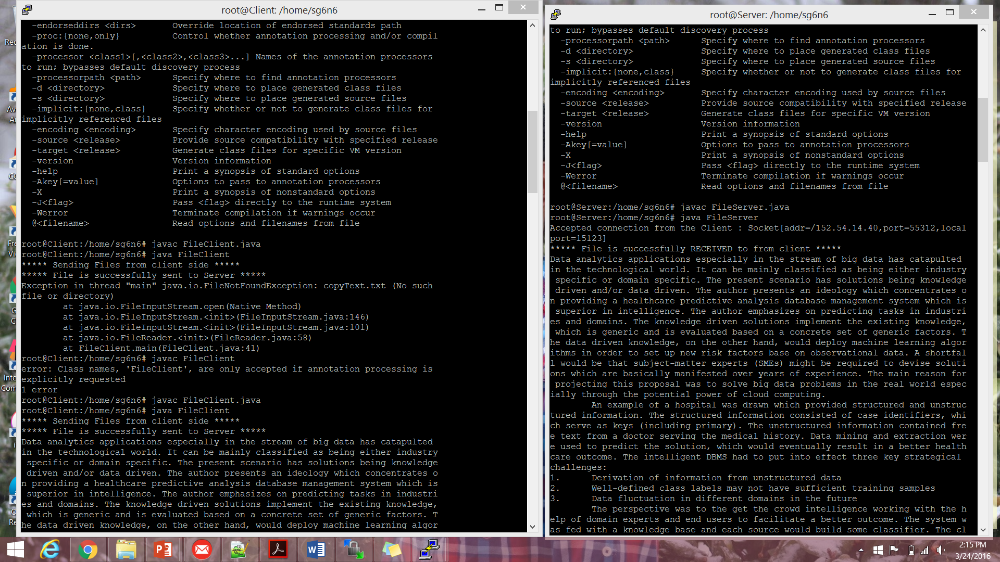 root@Client: /home/sg6n6
-endorseddirs <dirs> Override location of endorsed standards path
-proc:{none,only} Control whether annotation processing and/or compil
ation is done.
-processor <class1>[,<class2>,<class3>...] Names of the annotation processors
to run; bypasses default discovery process
-processorpath <path> Specify where to find annotation processors
-d <directory> Specify where to place generated class files
-s <directory> Specify where to place generated source files
-implicit:{none,class} Specify whether or not to generate class files for
implicitly referenced files
-encoding <encoding> Specify character encoding used by source files
-source <release> Provide source compatibility with specified release
-target <release> Generate class files for specific VM version
-version Version information
-help Print a synopsis of standard options
-Akey[=value] Options to pass to annotation processors
-X Print a synopsis of nonstandard options
-J<flag> Pass <flag> directly to the runtime system
-Werror Terminate compilation if warnings occur
@<filename> Read options and filenames from file
root@Client:/home/sg6n6# javac FileClient.java
root@Client:/home/sg6n6# java FileClient
***** Sending Files from client side *****
***** File is successfully sent to Server *****
Exception in thread "main" java.io.FileNotFoundException: copyText.txt (No such
file or directory)
at java.io.FileInputStream.open(Native Method)
at java.io.FileInputStream.<init>(FileInputStream.java:146)
at java.io.FileInputStream.<init>(FileInputStream.java:101)
at java.io.FileReader.<init>(FileReader.java:58)
at FileClient.main(FileClient.java:41)
root@Client:/home/sg6n6# javac FileClient
error: Class names, 'FileClient', are only accepted if annotation processing is
explicitly requested
1 error
root@Client:/home/sg6n6# javac FileClient.java
root@Client:/home/sg6n6# java FileClient
***** Sending Files from client side *****
***** File is successfully sent to Server *****
Data analytics applications especially in the stream of big data has catapulted
in the technological world. It can be mainly classified as being either industry
specific or domain specific. The present scenario has solutions being knowledge
driven and/or data driven. The author presents an ideology which concentrates o
n providing a healthcare predictive analysis database management system which is
superior in intelligence. The author emphasizes on predicting tasks in industri
es and domains. The knowledge driven solutions implement the existing knowledge,
which is generic and is evaluated based on a concrete set of generic factors. T
he data driven knowledge, on the other hand, would deploy machine learning algor
root@Server: /home/sg6n6
to run; bypasses default discovery process
-processorpath <path> Specify where to find annotation processors
-d <directory> Specify where to place generated class files
-s <directory> Specify where to place generated source files
-implicit:{none,class} Specify whether or not to generate class files for
implicitly referenced files
-encoding <encoding> Specify character encoding used by source files
-source <release> Provide source compatibility with specified release
-target <release> Generate class files for specific VM version
-version Version information
-help Print a synopsis of standard options
-Akey[=value] Options to pass to annotation processors
-X Print a synopsis of nonstandard options
-J<flag> Pass <flag> directly to the runtime system
-Werror Terminate compilation if warnings occur
@<filename> Read options and filenames from file
root@Server:/home/sg6n6# javac FileServer.java
root@Server:/home/sg6n6# java FileServer
Accepted connection from the Client : Socket[addr=/152.54.14.40,port=55312,local
port=15123]
***** File is successfully RECEIVED to from client *****
Data analytics applications especially in the stream of big data has catapulted
in the technological world. It can be mainly classified as being either industry
specific or domain specific. The present scenario has solutions being knowledge
driven and/or data driven. The author presents an ideology which concentrates o
n providing a healthcare predictive analysis database management system which is
superior in intelligence. The author emphasizes on predicting tasks in industri
es and domains. The knowledge driven solutions implement the existing knowledge,
which is generic and is evaluated based on a concrete set of generic factors. T
he data driven knowledge, on the other hand, would deploy machine learning algor
ithms in order to set up new risk factors base on observational data. A shortfal
l would be that subject-matter experts (SMEs) might be required to devise soluti
ons which are basically manifested over years of experience. The main reason for
projecting this proposal was to solve big data problems in the real world espec
ially through the potential power of cloud computing.
An example of a hospital was drawn which provided structured and unstruc
tured information. The structured information consisted of case identifiers, whi
ch serve as keys (including primary). The unstructured information contained fre
e text from a doctor serving the medical history. Data mining and extraction wer
e used to predict the solution, which would eventually result in a better health
care outcome. The intelligent DBMS had to put into effect three key strategical
challenges:
1. Derivation of information from unstructured data
2. Well-defined class labels may not have sufficient training samples
3. Data fluctuation in different domains in the future
The perspective was to the get the crowd intelligence working with the h
elp of domain experts and end users to facilitate a better outcome. The system w
as fed with a knowledge base and each source would build some classifier. The cl
2:15 PM
3/24/2016